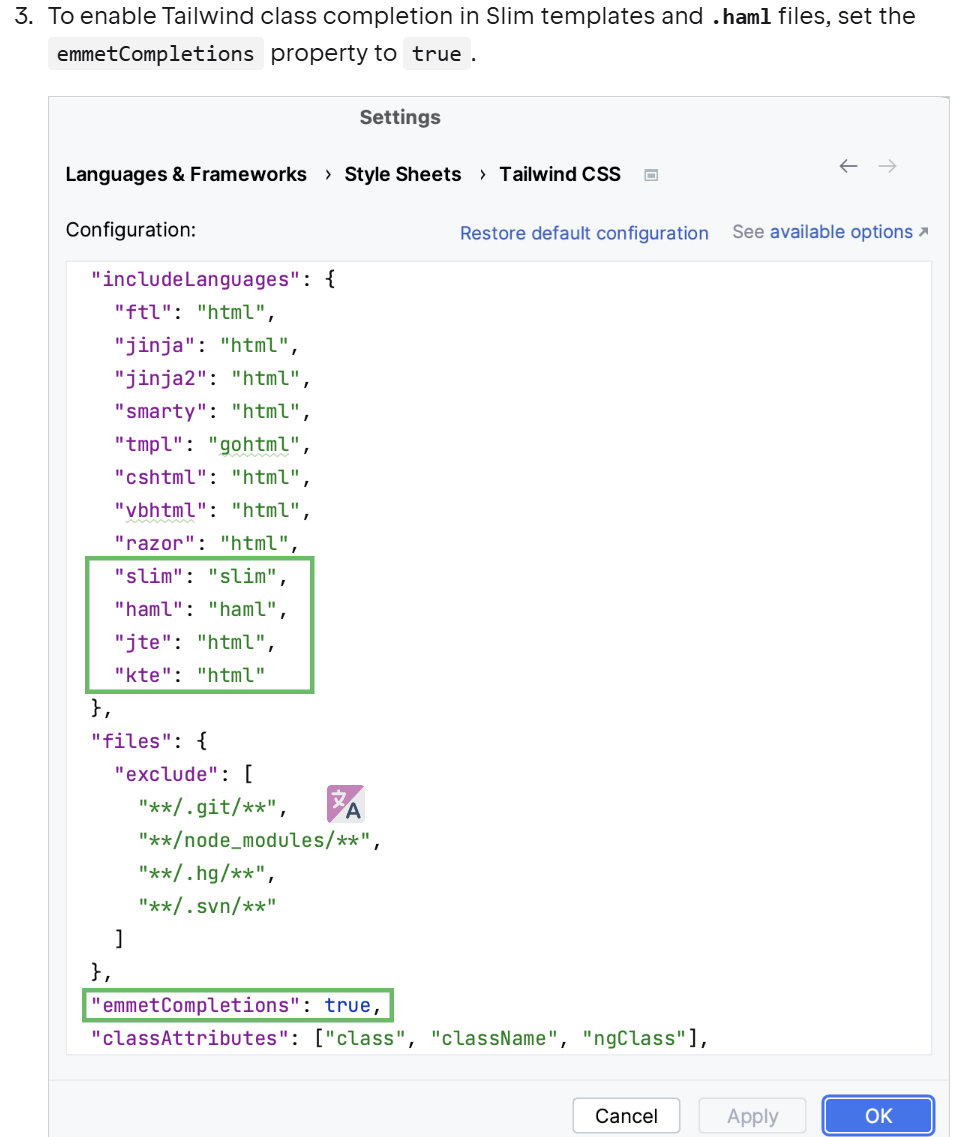 3. To enable Tailwind class completion in Slim templates and .haml files, set the
emmetCompletions property to true .
Settings
Languages & Frameworks › Style Sheets › Tailwind CSS
Configuration:
Restore default configuration
See available options ↗
"includeLanguages": {
"ftl": "html",
"jinja": "html",
"jinja2": "html",
"smarty": "html",
"tmpl": "gohtml",
"cshtml": "html",
"vbhtml": "html",
"razor": "html",
"slim": "slim",
"haml": "haml",
"jte": "html",
"kte": "html"
},
"files": {
"exclude": [
"**/.git/**",
文A
"**/node_modules/**",
"**/.hg/**",
"**/.svn/**"
]
},
"emmetCompletions": true,
"classAttributes": ["class", "className", "ngClass"],
Cancel
Apply
OK